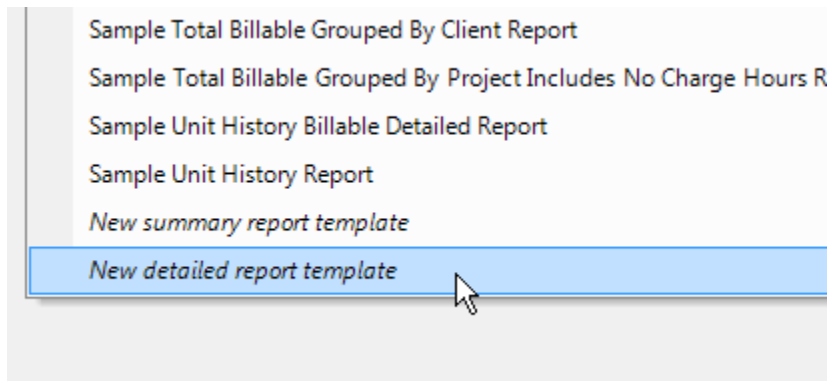 Sample Total Billable Grouped By Client Report
Sample Total Billable Grouped By Project Includes No Charge Hours R
Sample Unit History Billable Detailed Report
Sample Unit History Report
New summary report template
New detailed report template